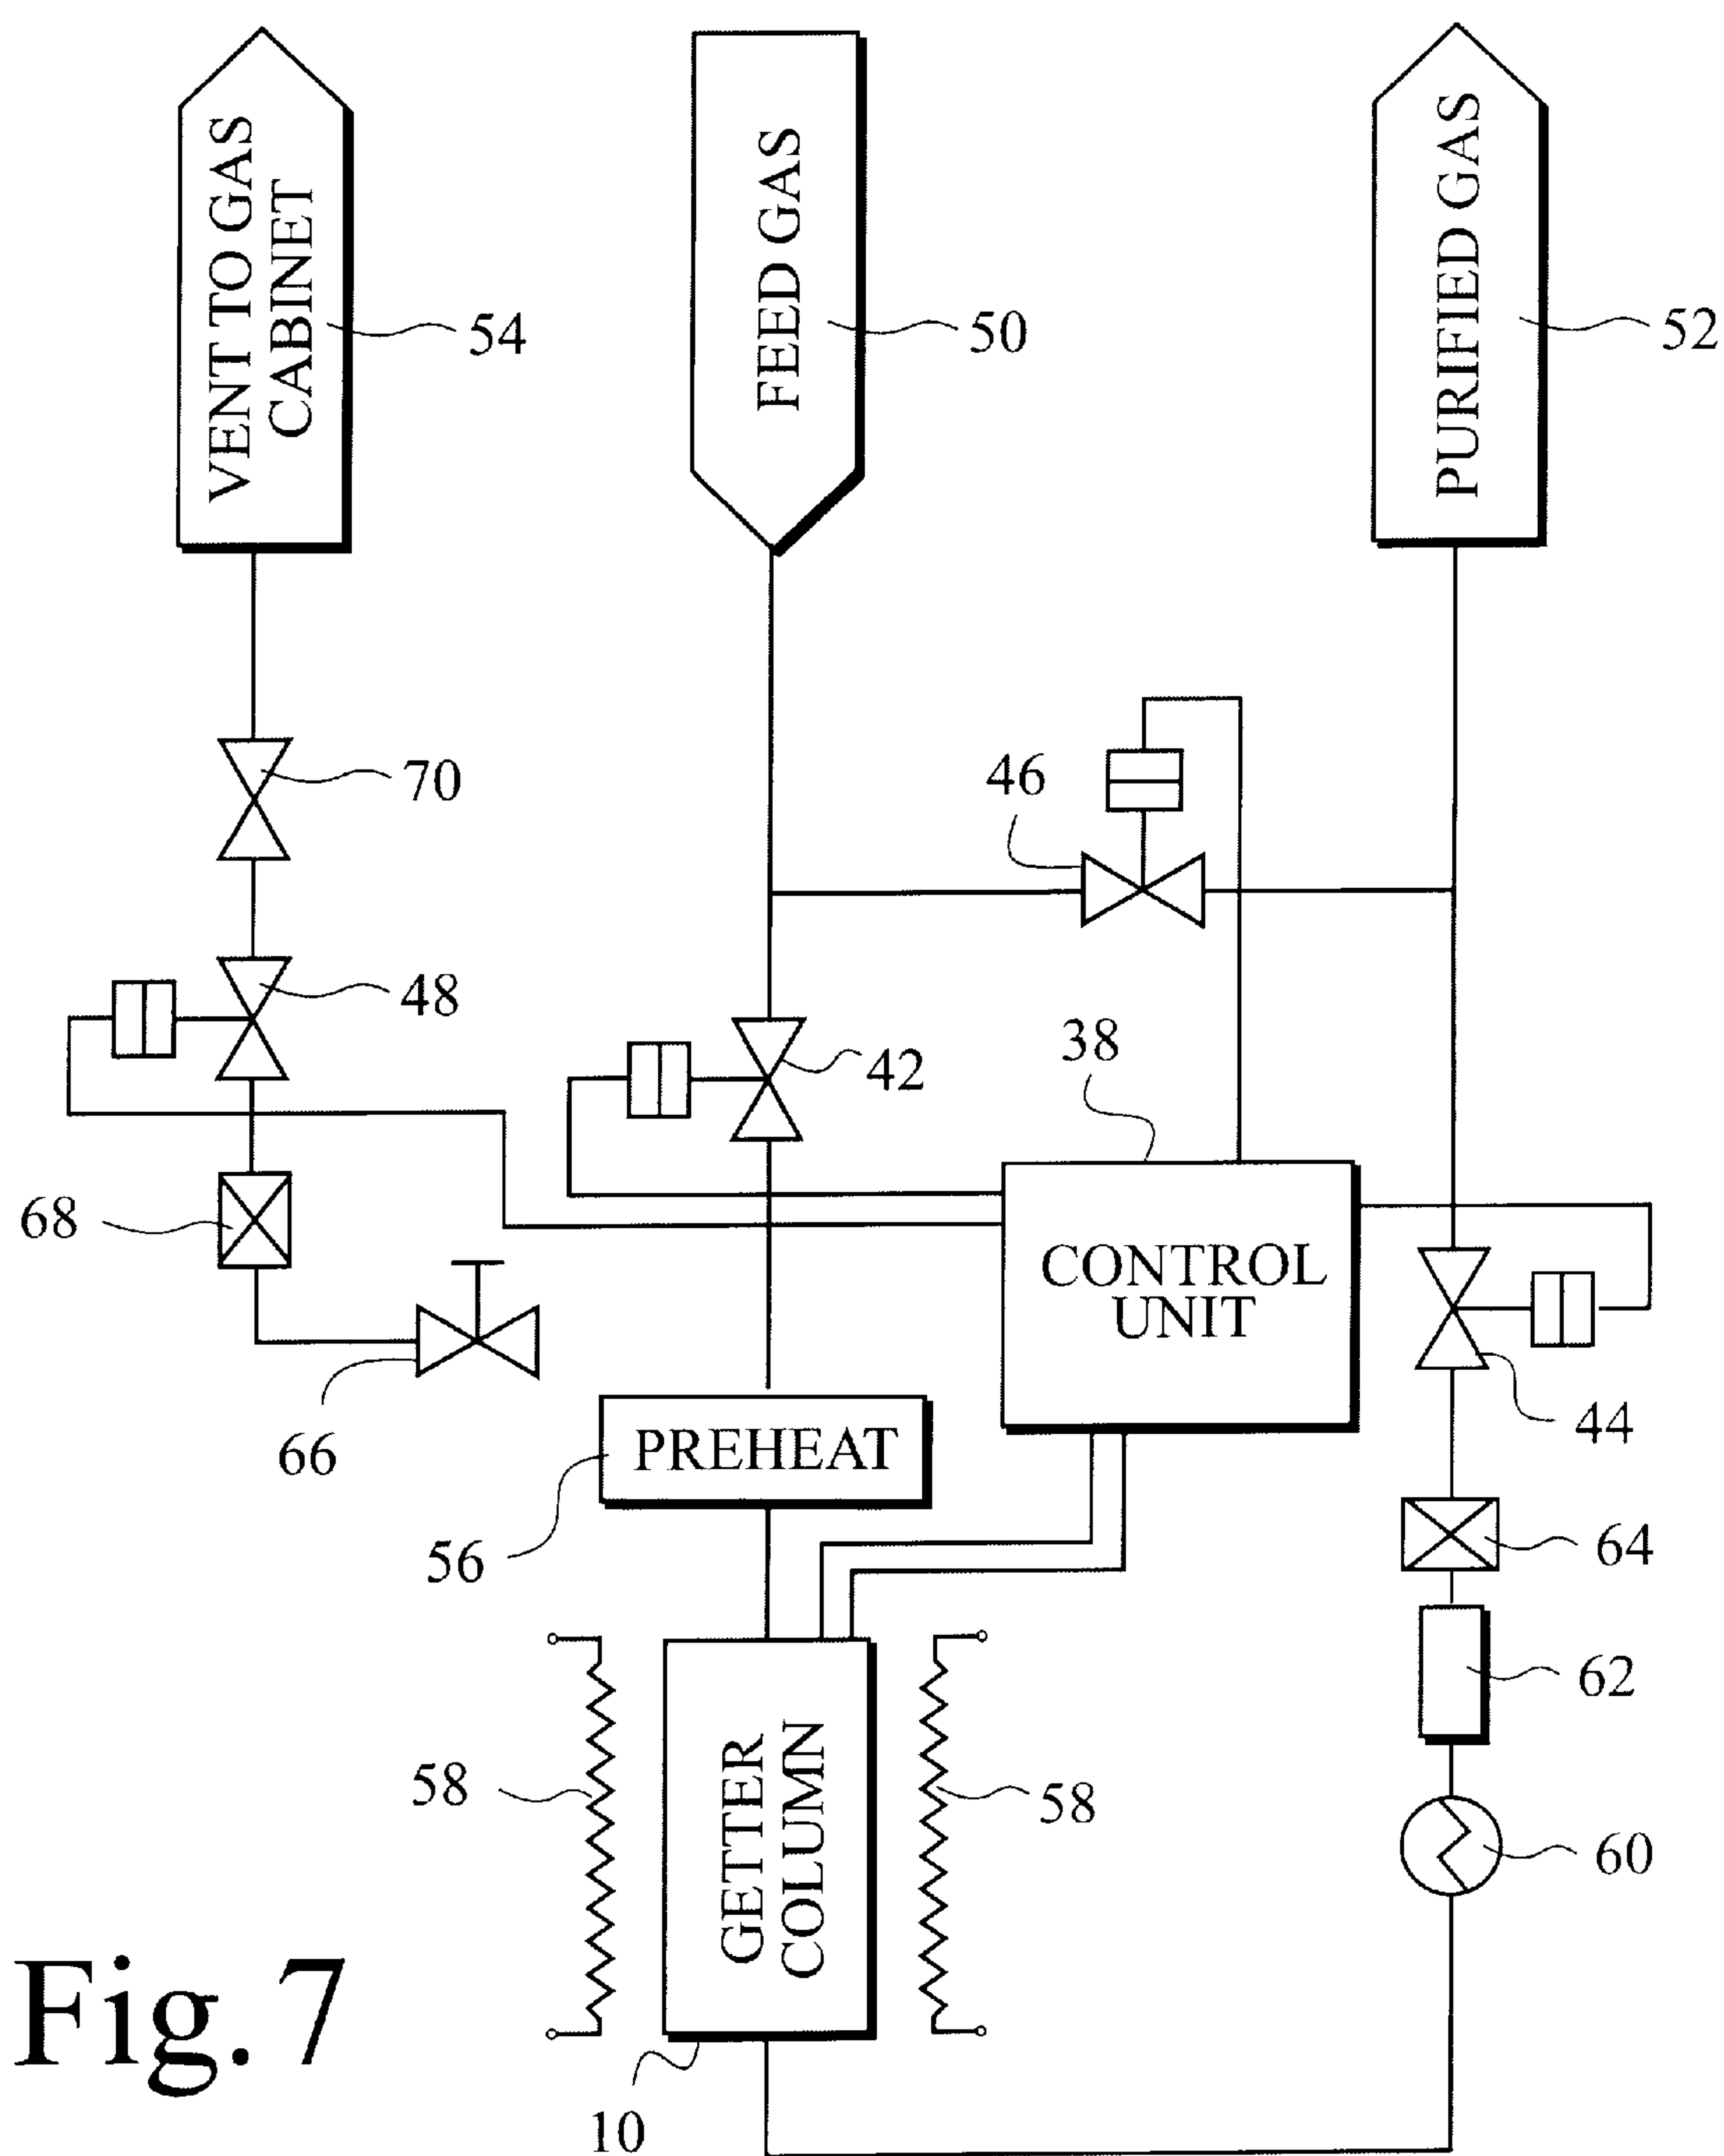 VENT TO GAS
CABINET
54
FEED GAS
50
PURIFIED GAS
52
70
46
48
42
38
68
CONTROL
UNIT
66
PREHEAT
44
56
64
62
GETTER
COLUMN
58
58
60
10
Fig. 7